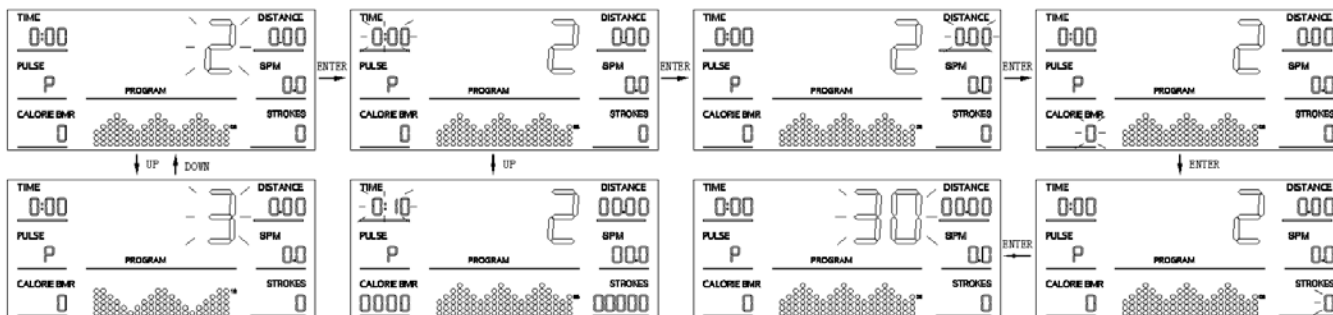 TIME 2 DISTANCE
0:00 0.00
PULSE SPM
P 0.0
PROGRAM
CALORIE BMR STROKES
0 0
ENTER
TIME 2 DISTANCE
0:00 0.00
PULSE SPM
P 0.0
PROGRAM
CALORIE BMR STROKES
0 0
ENTER
TIME 2 DISTANCE
0:00 0.00
PULSE SPM
P 0.0
PROGRAM
CALORIE BMR STROKES
0 0
ENTER
TIME 2 DISTANCE
0:00 0.00
PULSE SPM
P 0.0
PROGRAM
CALORIE BMR STROKES
0 0
UP DOWN
UP
ENTER
TIME 3 DISTANCE
0:00 0.00
PULSE SPM
P 0.0
PROGRAM
CALORIE BMR STROKES
0 0
TIME 2 DISTANCE
0:10 00.00
PULSE SPM
P 00.0
PROGRAM
CALORIE BMR STROKES
0000 00000
TIME 30 DISTANCE
0:00 00.00
PULSE SPM
P 0.0
PROGRAM
CALORIE BMR STROKES
0 0
ENTER
TIME 2 DISTANCE
0:00 0.00
PULSE SPM
P 0.0
PROGRAM
CALORIE BMR STROKES
0 0